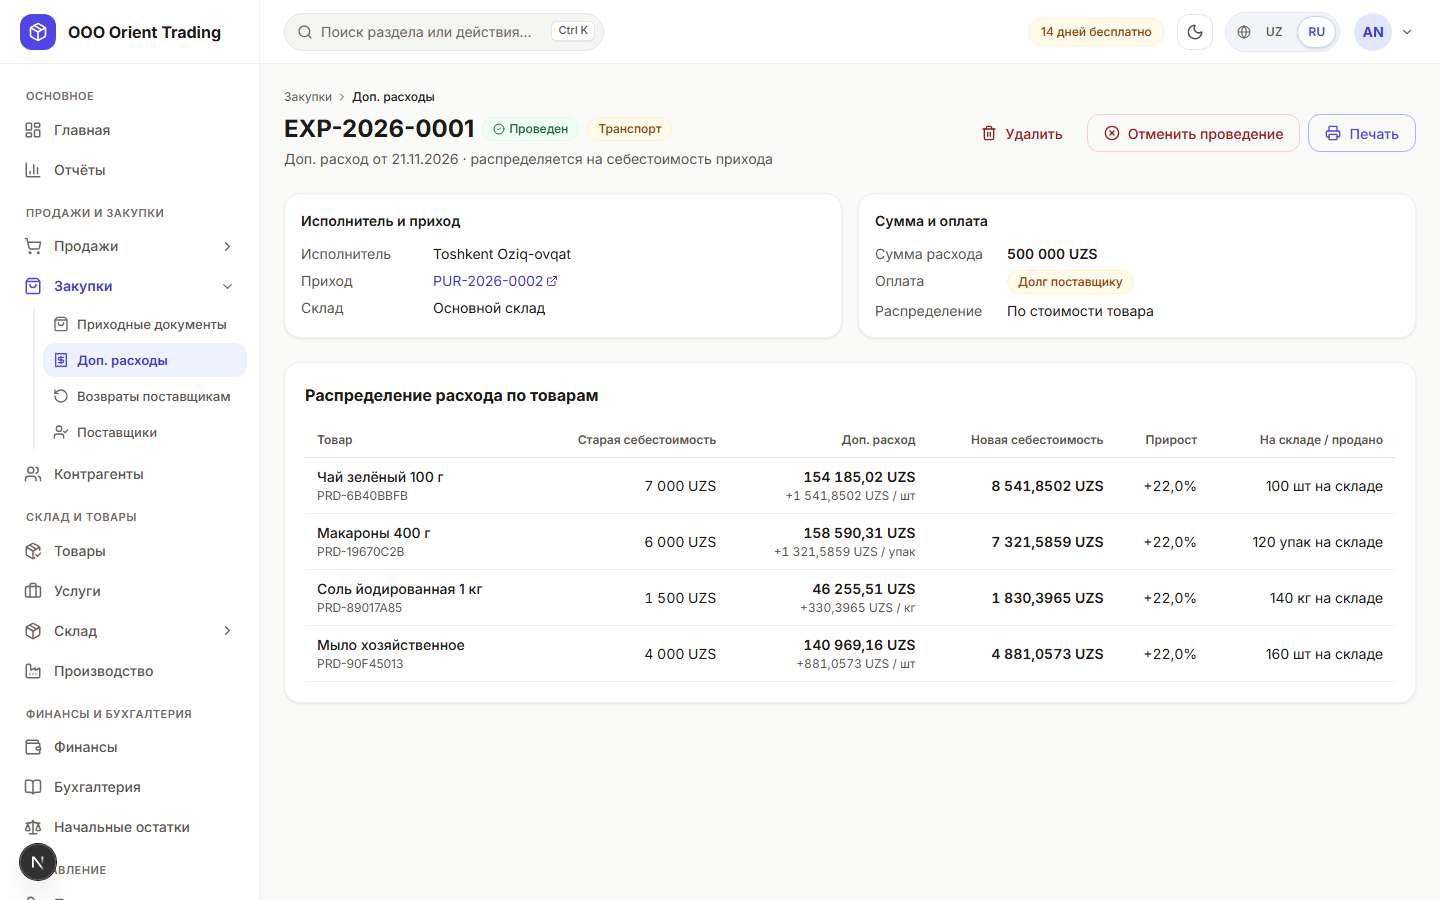 OOO Orient Trading
Поиск раздела или действия...
Ctrl K
14 дней бесплатно
UZ
RU
AN
ОСНОВНОЕ
Главная
Отчёты
ПРОДАЖИ И ЗАКУПКИ
Продажи
Закупки
Приходные документы
Доп. расходы
Возвраты поставщикам
Поставщики
Контрагенты
СКЛАД И ТОВАРЫ
Товары
Услуги
Склад
Производство
ФИНАНСЫ И БУХГАЛТЕРИЯ
Финансы
Бухгалтерия
Начальные остатки
N
ВЛЕНИЕ
Закупки > Доп. расходы
EXP-2026-0001
Проведен
Транспорт
Доп. расход от 21.11.2026 · распределяется на себестоимость прихода
Удалить
Отменить проведение
Печать
Исполнитель и приход
Исполнитель Toshkent Oziq-ovqat
Приход PUR-2026-0002
Склад Основной склад
Сумма и оплата
Сумма расхода 500 000 UZS
Оплата Долг поставщику
Распределение По стоимости товара
Распределение расхода по товарам
Товар Старая себестоимость Доп. расход Новая себестоимость Прирост На складе / продано
Чай зелёный 100 г 7 000 UZS 154 185,02 UZS 8 541,8502 UZS +22,0% 100 шт на складе
PRD-6B40BBFB +1 541,8502 UZS / шт
Макароны 400 г 6 000 UZS 158 590,31 UZS 7 321,5859 UZS +22,0% 120 упак на складе
PRD-19670C2B +1 321,5859 UZS / упак
Соль йодированная 1 кг 1 500 UZS 46 255,51 UZS 1 830,3965 UZS +22,0% 140 кг на складе
PRD-89017A85 +330,3965 UZS / кг
Мыло хозяйственное 4 000 UZS 140 969,16 UZS 4 881,0573 UZS +22,0% 160 шт на складе
PRD-90F45013 +881,0573 UZS / шт